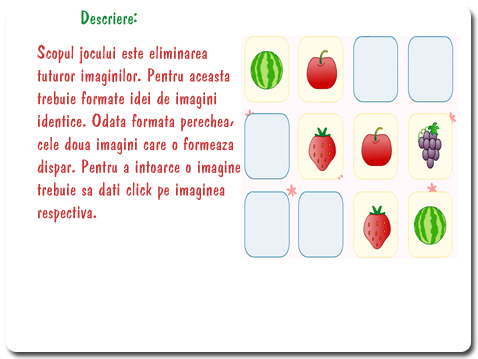 Descriere:
Scopul jocului este eliminarea
tuturor imaginilor. Pentru aceasta
trebuie formate idei de imagini
identice. Odata formata perechea,
cele doua imagini care o formeaza
dispar. Pentru a intoarce o imagine
trebuie sa dati click pe imaginea
respectiva.